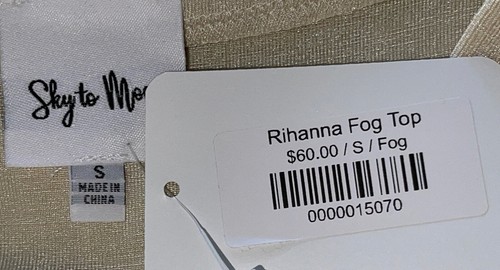 Sky to Mo
S
MADE IN
CHINA
Rihanna Fog Top
$60.00 / S / Fog
0000015070